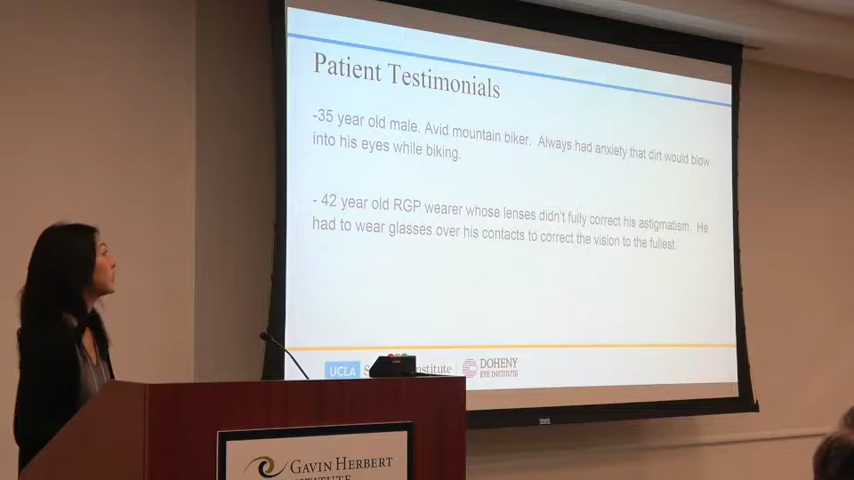 Patient Testimonials
-35 year old male. Avid mountain biker. Always had anxiety that dirt would blow
into his eyes while biking.
- 42 year old RGP wearer whose lenses didn't fully correct his astigmatism. He
had to wear glasses over his contacts to correct the vision to the fullest.
UCLA
DOHENY
EYE INSTITUTE
GAVIN HERBERT